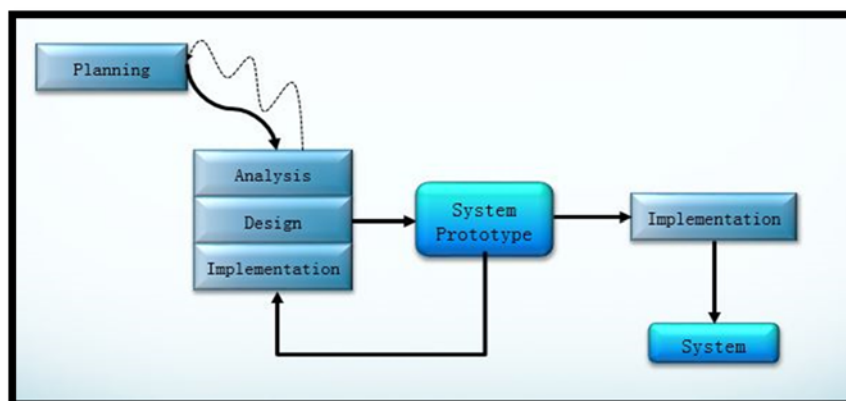 Planning
Analysis
Design
Implementation
System
Prototype
Implementation
System